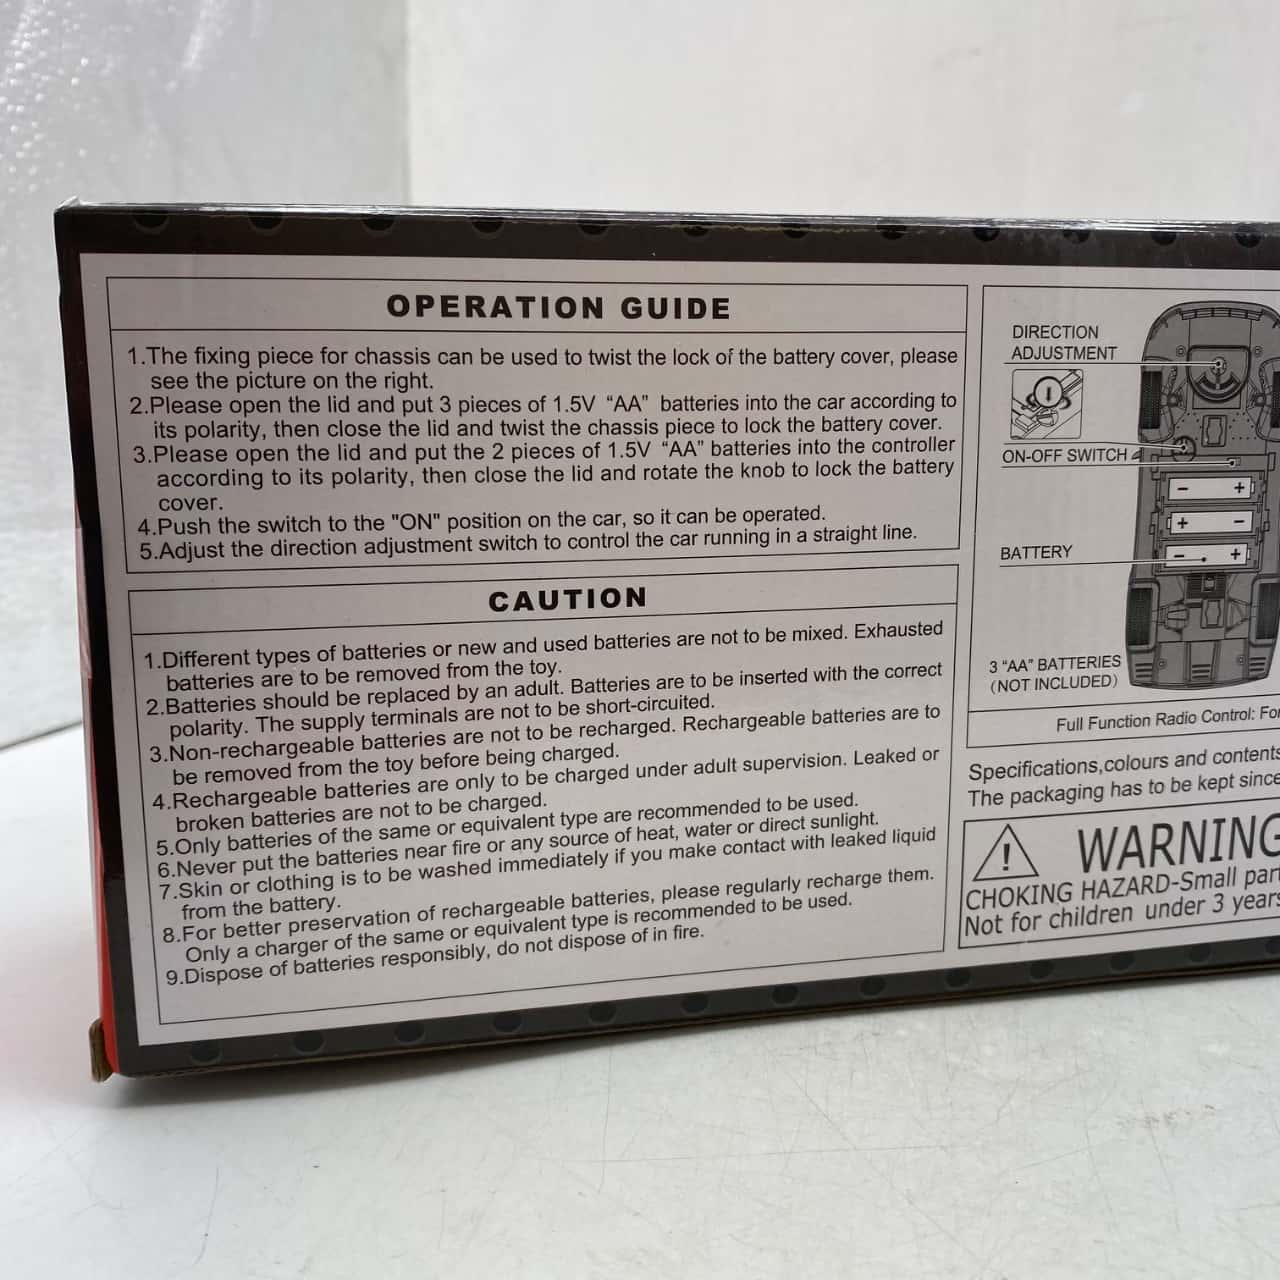 OPERATION GUIDE
1.The fixing piece for chassis can be used to twist the lock of the battery cover, please
see the picture on the right.
2.Please open the lid and put 3 pieces of 1.5V “AA” batteries into the car according to
its polarity, then close the lid and twist the chassis piece to lock the battery cover.
3.Please open the lid and put the 2 pieces of 1.5V “AA” batteries into the controller
according to its polarity, then close the lid and rotate the knob to lock the battery
cover.
4.Push the switch to the "ON" position on the car, so it can be operated.
5.Adjust the direction adjustment switch to control the car running in a straight line.
CAUTION
1.Different types of batteries or new and used batteries are not to be mixed. Exhausted
batteries are to be removed from the toy.
2.Batteries should be replaced by an adult. Batteries are to be inserted with the correct
polarity. The supply terminals are not to be short-circuited.
3.Non-rechargeable batteries are not to be recharged. Rechargeable batteries are to
be removed from the toy before being charged.
4.Rechargeable batteries are only to be charged under adult supervision. Leaked or
broken batteries are not to be charged.
5.Only batteries of the same or equivalent type are recommended to be used.
6.Never put the batteries near fire or any source of heat, water or direct sunlight.
7.Skin or clothing is to be washed immediately if you make contact with leaked liquid
from the battery.
8.For better preservation of rechargeable batteries, please regularly recharge them.
Only a charger of the same or equivalent type is recommended to be used.
9.Dispose of batteries responsibly, do not dispose of in fire.
DIRECTION
ADJUSTMENT
ON-OFF SWITCH
- +
+ -
BATTERY
- +
3 “AA” BATTERIES
(NOT INCLUDED)
Full Function Radio Control: For
Specifications,colours and contents
The packaging has to be kept since
WARNING
CHOKING HAZARD-Small par
Not for children under 3 years